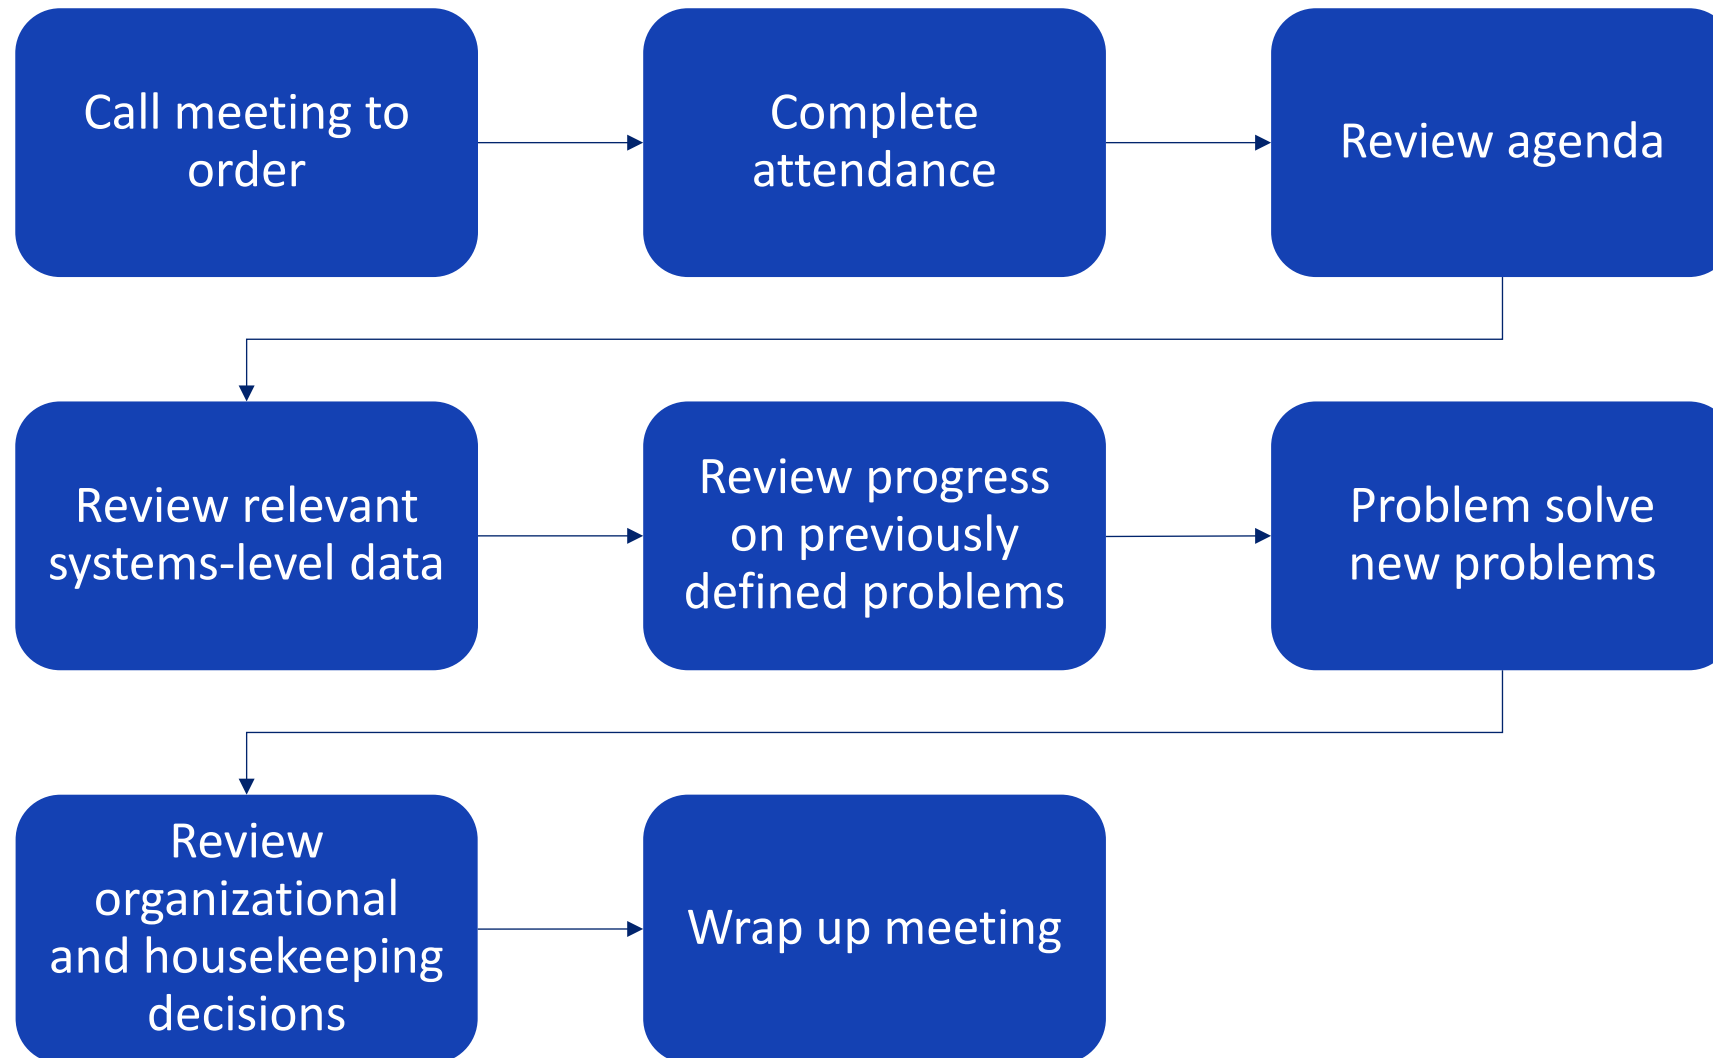 Call meeting to
order
Complete
attendance
Review agenda
Review relevant
systems-level data
Review progress
on previously
defined problems
Problem solve
new problems
Review
organizational
and housekeeping
decisions
Wrap up meeting